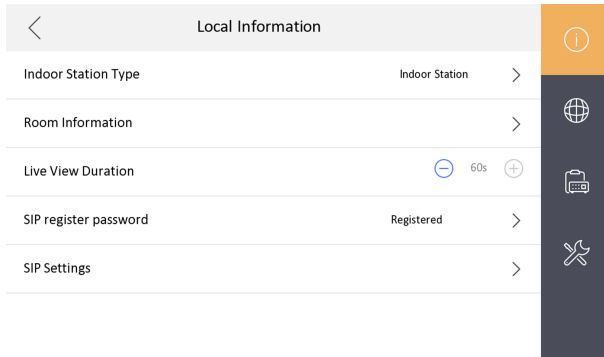 Local Information
Indoor Station Type Indoor Station
Room Information
Live View Duration 60s
SIP register password Registered
SIP Settings